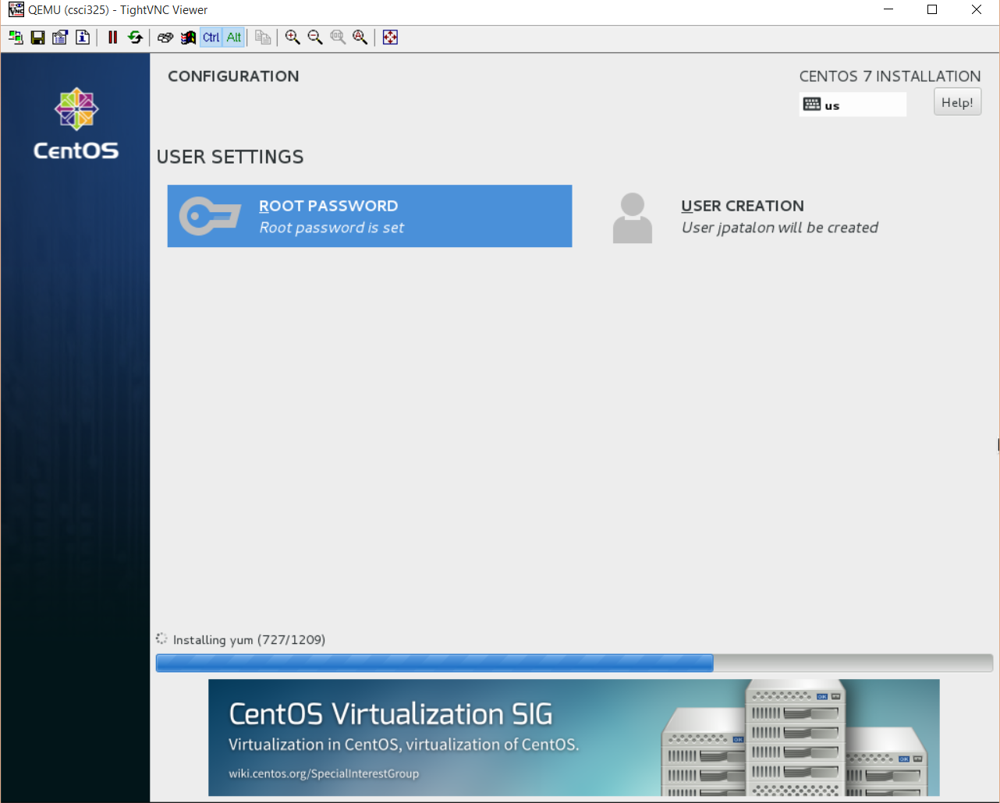 QEMU (csci325) - TightVNC Viewer
Ctrl Alt
CentOS
CONFIGURATION
CENTOS 7 INSTALLATION
us
Help!
USER SETTINGS
ROOT PASSWORD
Root password is set
USER CREATION
User jpatalon will be created
Installing yum (727/1209)
CentOS Virtualization SIG
Virtualization in CentOS, virtualization of CentOS.
wiki.centos.org/SpecialInterestGroup